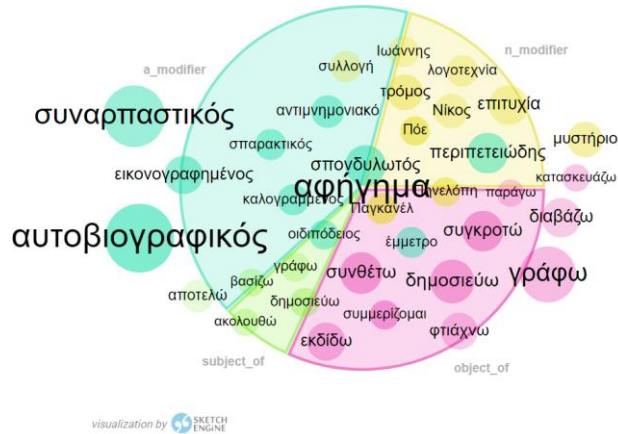 Ιωάννης
n_modifier
a_modifier
συλλογή
λογοτεχνία
τρόμος
Νίκος
επιτυχία
συναρπαστικός
αντιμνημονιακό
Πόε
μυστήριο
σπαρακτικός
περιπετειώδης
εικονογραφημένος
σπονδυλωτός
κατασκευάζω
αφήγημα
καλογραμμένος
παράγω
Παγκανέλ
διαβάζω
αυτοβιογραφικός
οιδιπόδειος
έμμετρο
συγκροτώ
γράφω
συνθέτω
δημοσιεύω
γράφω
βασίζω
αποτελώ
δημοσιεύω
συμμερίζομαι
ακολουθώ
εκδίδω
φτιάχνω
subject_of
object_of
visualization by SKETCH ENGINE